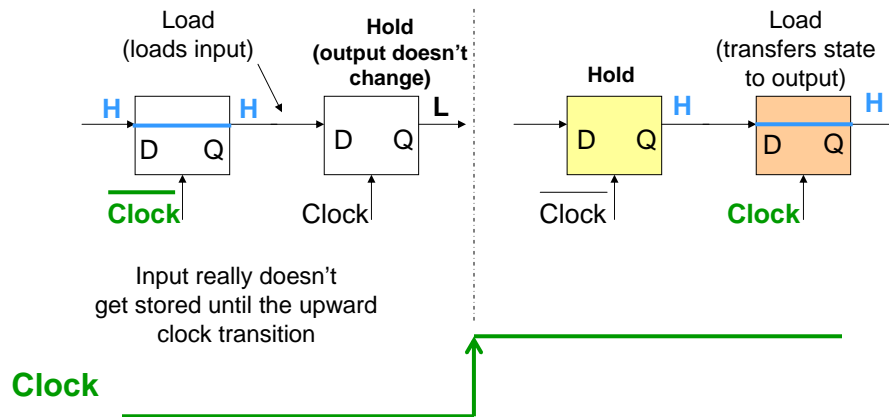 Load
(loads input)
Hold
(output doesn't
change)
H
H
L
D
Q
D
Q
Clock
Clock
Load
(transfers state
to output)
Hold
H
H
D
Q
D
Q
Clock
Clock
Input really doesn't
get stored until the upward
clock transition
Clock